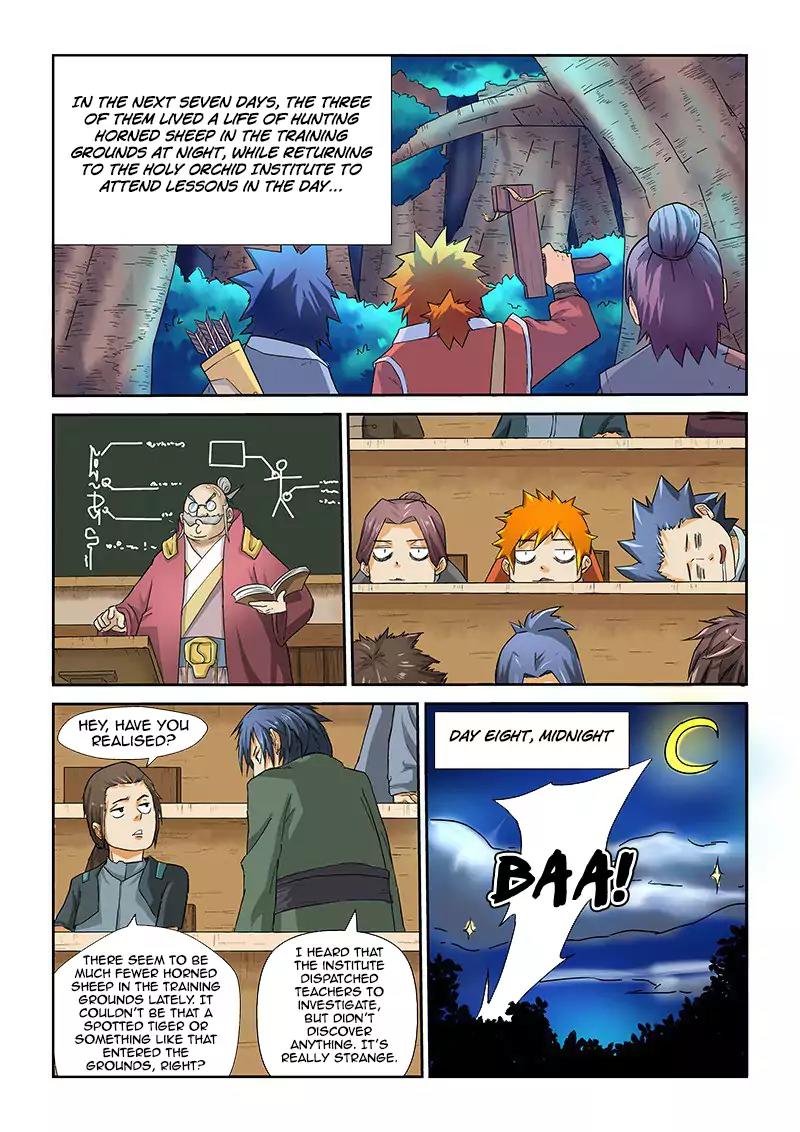 IN THE NEXT SEVEN DAYS, THE THREE
OF THEM LIVED A LIFE OF HUNTING
HORNED SHEEP IN THE TRAINING
GROUNDS AT NIGHT, WHILE RETURNING
TO THE HOLY ORCHID INSTITUTE TO
ATTEND LESSONS IN THE DAY...
HEY, HAVE YOU
REALISED?
THERE SEEM TO BE
MUCH FEWER HORNED
SHEEP IN THE TRAINING
GROUNDS LATELY. IT
COULDN'T BE THAT A
SPOTTED TIGER OR
SOMETHING LIKE THAT
ENTERED THE
GROUNDS, RIGHT?
I HEARD THAT
THE INSTITUTE
DISPATCHED
TEACHERS TO
INVESTIGATE,
BUT DIDN'T
DISCOVER
ANYTHING. IT'S
REALLY STRANGE.
DAY EIGHT, MIDNIGHT
BAA!